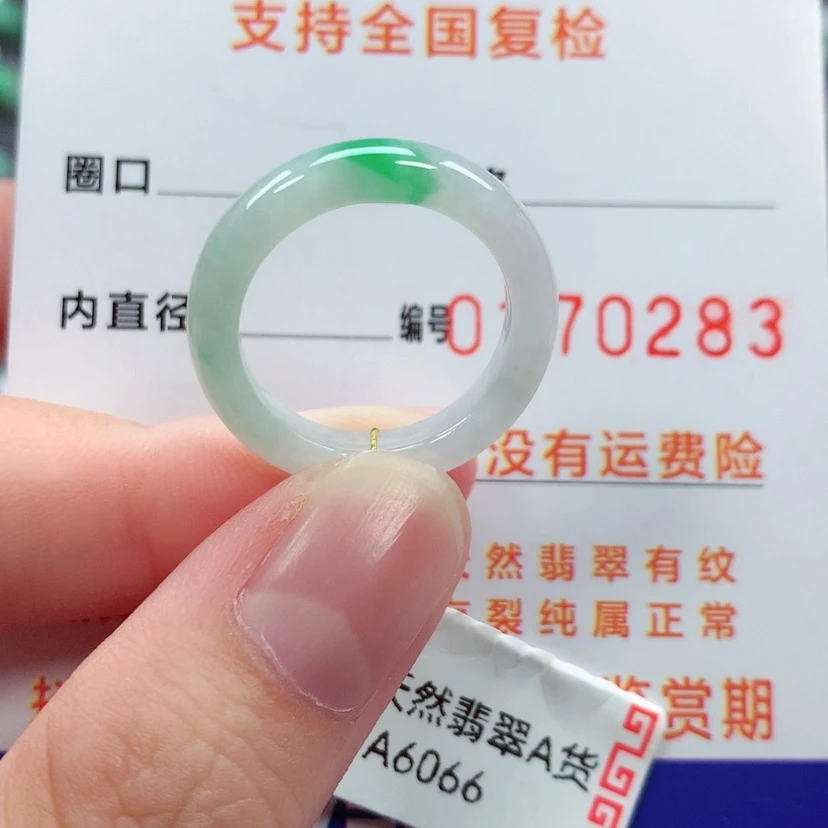 支持全国复检
圈口
内直径 编号 0 70283
没有运费险
然翡翠有纹
裂纯属正常
鉴赏期
天然翡翠A货
A6066